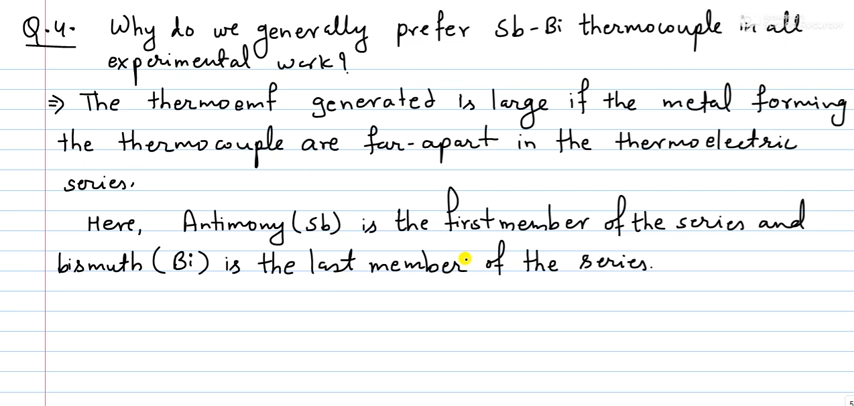 Q.4. Why do we generally prefer Sb-Bi thermocouple in all
experimental work?
⇒ The thermoemf generated is large if the metal forming
the thermocouple are far-apart in the thermoelectric
series.
Here, Antimony (Sb) is the first member of the series and
bismuth (Bi) is the last member of the series.
5